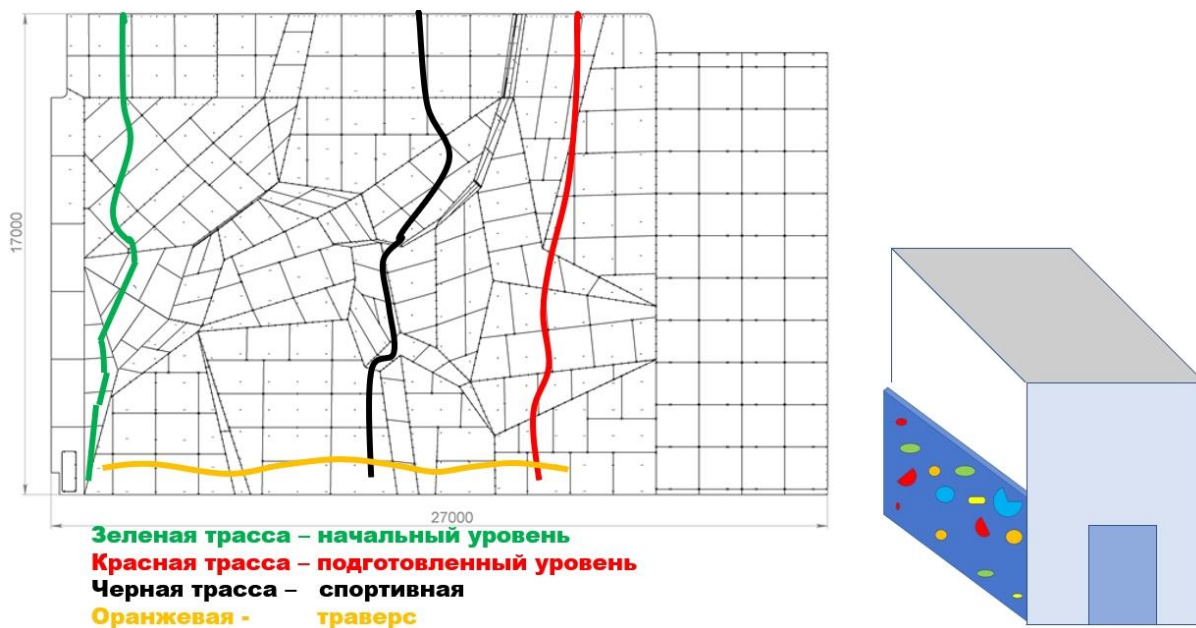 17000
27000
Зеленая трасса – начальный уровень
Красная трасса – подготовленный уровень
Черная трасса – спортивная
Оранжевая - траверс